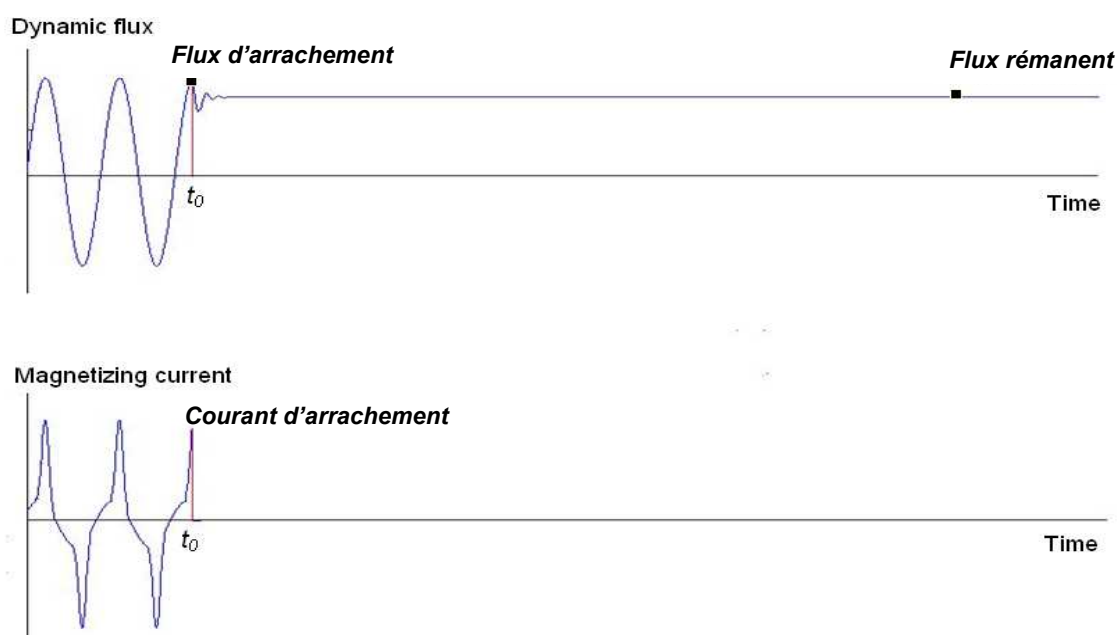 Dynamic flux
Flux d’arrachement
Flux rémanent
t0
Time
Magnetizing current
Courant d’arrachement
t0
Time